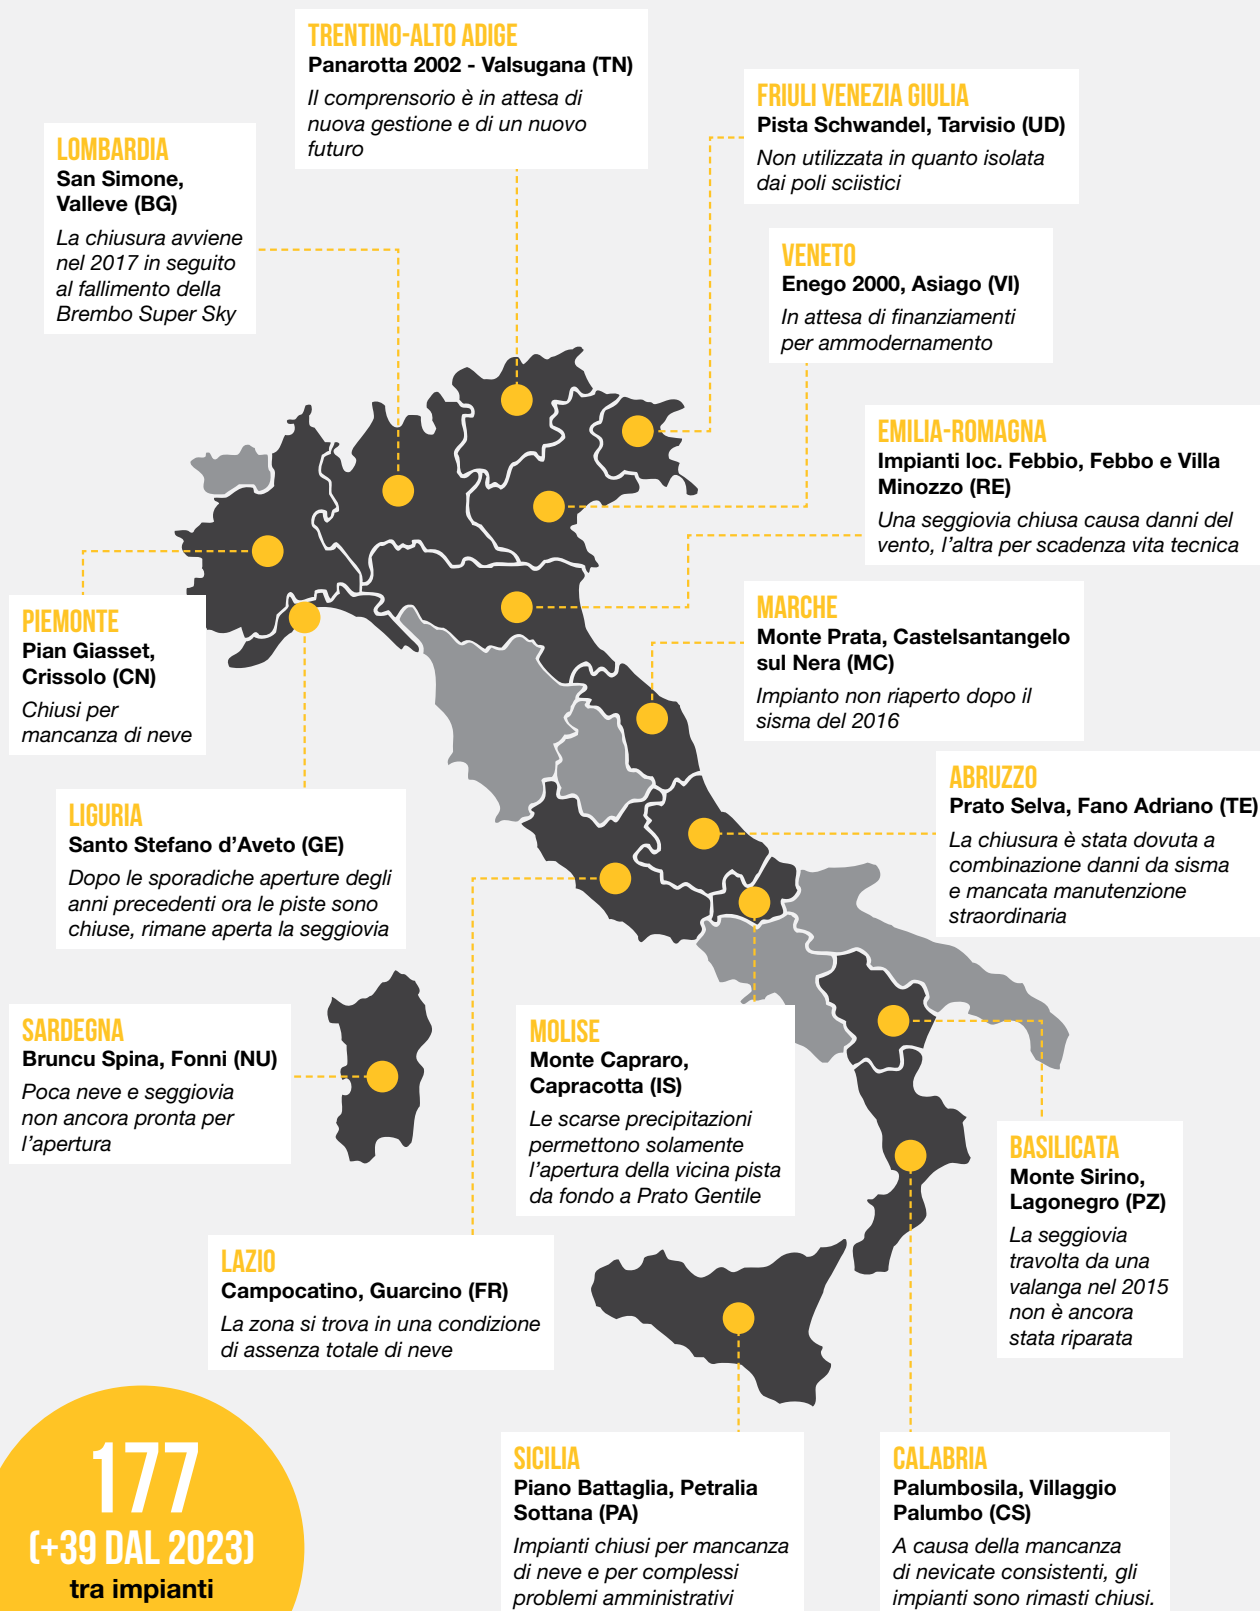 TRENTINO-ALTO ADIGE
Panarotta 2002 - Valsugana (TN)
Il comprensorio è in attesa di
nuova gestione e di un nuovo
futuro
FRIULI VENEZIA GIULIA
Pista Schwandel, Tarvisio (UD)
Non utilizzata in quanto isolata
dai poli sciistici
LOMBARDIA
San Simone,
Valleve (BG)
La chiusura avviene
nel 2017 in seguito
al fallimento della
Brembo Super Sky
VENETO
Enego 2000, Asiago (VI)
In attesa di finanziamenti
per ammodernamento
EMILIA-ROMAGNA
Impianti loc. Febbio, Febbo e Villa
Minozzo (RE)
Una seggiovia chiusa causa danni del
vento, l'altra per scadenza vita tecnica
PIEMONTE
Pian Giasset,
Crissolo (CN)
Chiusi per
mancanza di neve
MARCHE
Monte Prata, Castelsantangelo
sul Nera (MC)
Impianto non riaperto dopo il
sisma del 2016
ABRUZZO
Prato Selva, Fano Adriano (TE)
La chiusura è stata dovuta a
combinazione danni da sisma
e mancata manutenzione
straordinaria
LIGURIA
Santo Stefano d'Aveto (GE)
Dopo le sporadiche aperture degli
anni precedenti ora le piste sono
chiuse, rimane aperta la seggiovia
SARDEGNA
Bruncu Spina, Fonni (NU)
Poca neve e seggiovia
non ancora pronta per
l'apertura
MOLISE
Monte Capraro,
Capracotta (IS)
Le scarse precipitazioni
permettono solamente
l'apertura della vicina pista
da fondo a Prato Gentile
BASILICATA
Monte Sirino,
Lagonegro (PZ)
La seggiovia
travolta da una
valanga nel 2015
non è ancora
stata riparata
LAZIO
Campocatino, Guarcino (FR)
La zona si trova in una condizione
di assenza totale di neve
177
(+39 DAL 2023)
tra impianti
SICILIA
Piano Battaglia, Petralia
Sottana (PA)
Impianti chiusi per mancanza
di neve e per complessi
problemi amministrativi
CALABRIA
Palumbosila, Villaggio
Palumbo (CS)
A causa della mancanza
di nevicate consistenti, gli
impianti sono rimasti chiusi.